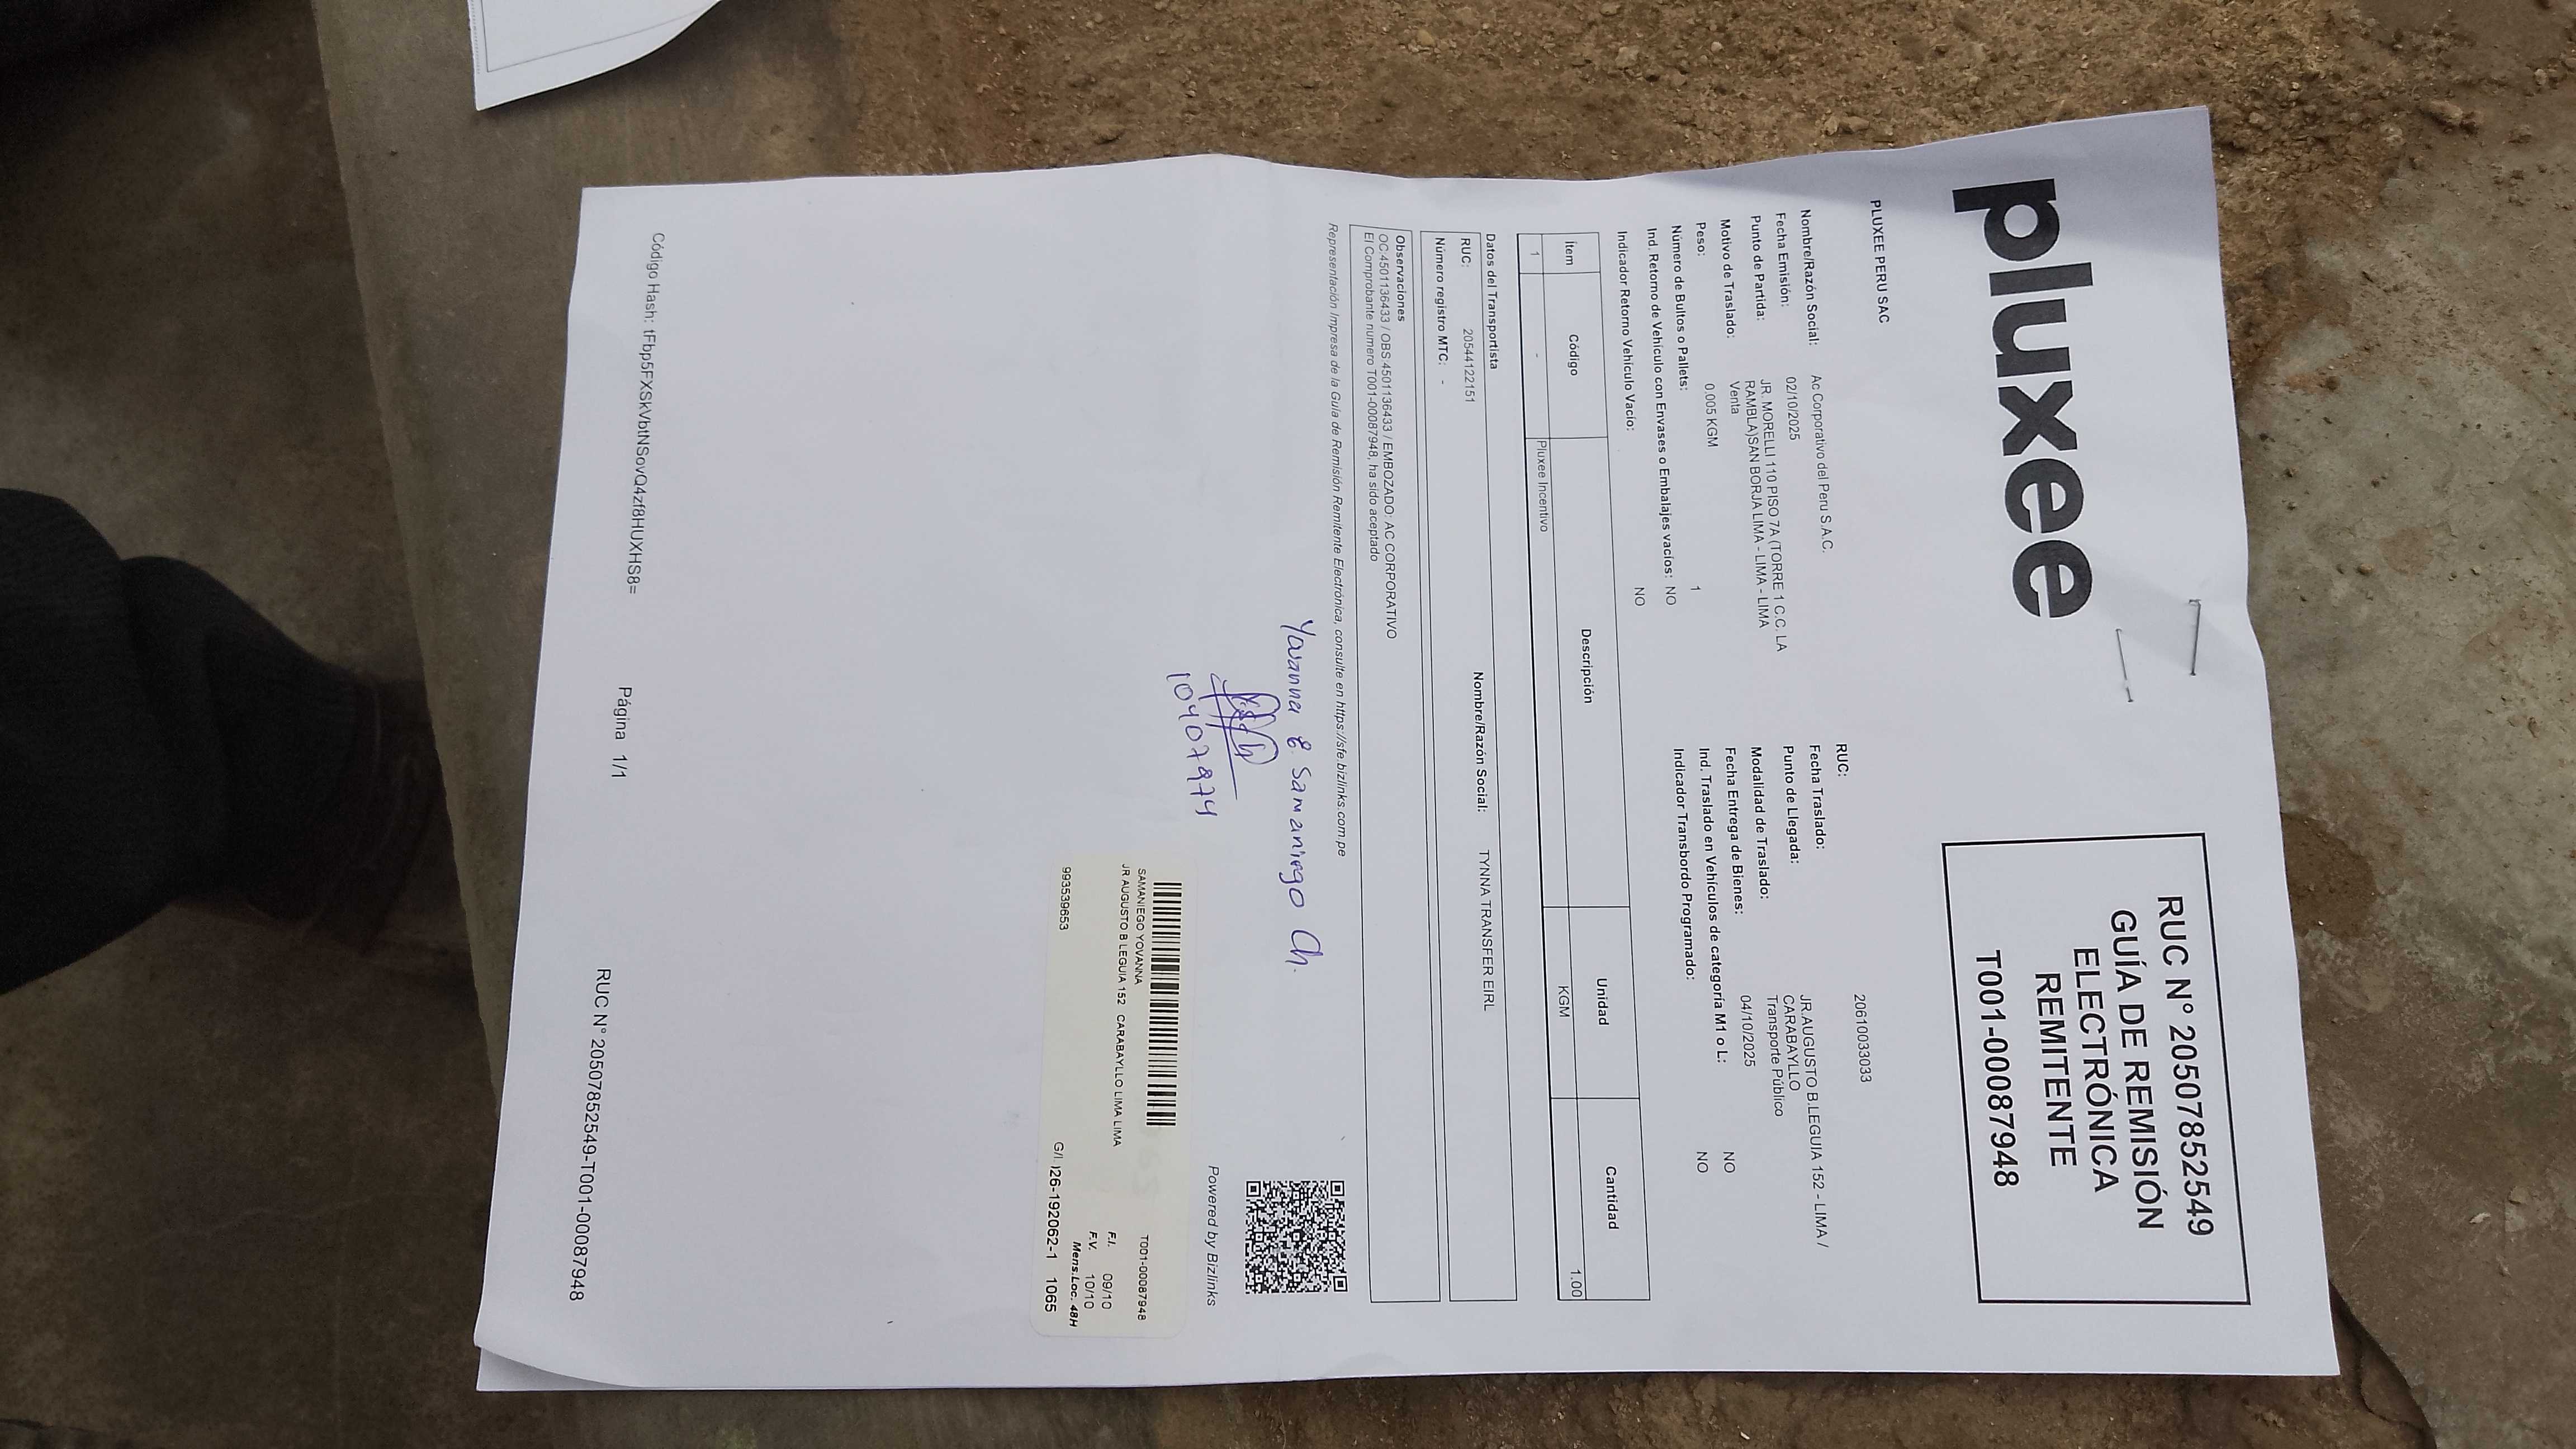 pluxee
RUC N° 20507852549
GUÍA DE REMISIÓN
ELECTRÓNICA
REMITENTE
T001-00087948
PLUXEE PERU SAC
Nombre/Razón Social: Ac Corporativo del Peru S.A.C.
RUC: 20610033033
Fecha Emisión: 02/10/2025
Fecha Traslado:
Punto de Partida: JR. MORELLI 110 PISO 7A (TORRE 1 C.C. LA
RAMBLA)SAN BORJA LIMA - LIMA - LIMA
Punto de Llegada: JR.AUGUSTO B.LEGUIA 152 - LIMA /
CARABAYLLO
Motivo de Traslado: Venta
Modalidad de Traslado: Transporte Público
Peso: 0.005 KGM
Fecha Entrega de Bienes: 04/10/2025
Número de Bultos o Pallets: 1
Ind. Traslado en Vehículos de categoría M1 o L: NO
Ind. Retorno de Vehículo con Envases o Embalajes vacíos: NO
Indicador Transbordo Programado: NO
Indicador Retorno Vehículo Vacío: NO
Ítem Código Descripción Unidad Cantidad
1 - Pluxee Incentivo KGM 1.00
Datos del Transportista
RUC: 20544122151 Nombre/Razón Social: TYNNA TRANSFER EIRL
Número registro MTC: -
Observaciones
OC:4501136433 / OBS:4501136433 / EMBOZADO: AC CORPORATIVO
El Comprobante número T001-00087948, ha sido aceptado
Representación Impresa de la Guía de Remisión Remitente Electrónica, consulte en https://sfe.bizlinks.com.pe
Yovanna E. Samaniego Ch.
Powered by Bizlinks
SAMANIEGO YOVANNA T001-00087948
JR AUGUSTO B LEGUIA 152 CARABAYLLO LIMA LIMA
F.I. 09/10
F.V. 10/10
Mens.Loc. 48H
993539653 G/I )26-192062-1 1065
Código Hash: tFbp5FXSkVbtNSovQ4zf8HUXHS8=
Página 1/1
RUC N° 20507852549-T001-00087948